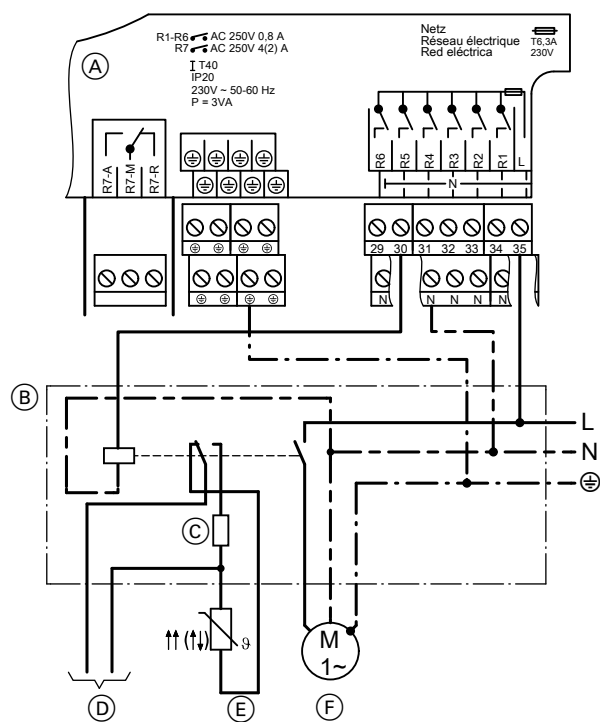 R1-R6 AC 250V 0,8 A
R7 AC 250V 4(2) A
T40
IP20
230V ~ 50-60 Hz
P = 3VA
Netz
Réseau électrique
Red eléctrica
T6,3A
230V
A
R7-A
R7-M
R7-R
R6
R5
R4
R3
R2
R1
L
N
29 30 31 32 33 34 35
N N N N N
B
L
N
C
ϑ
M
1~
D
E
F